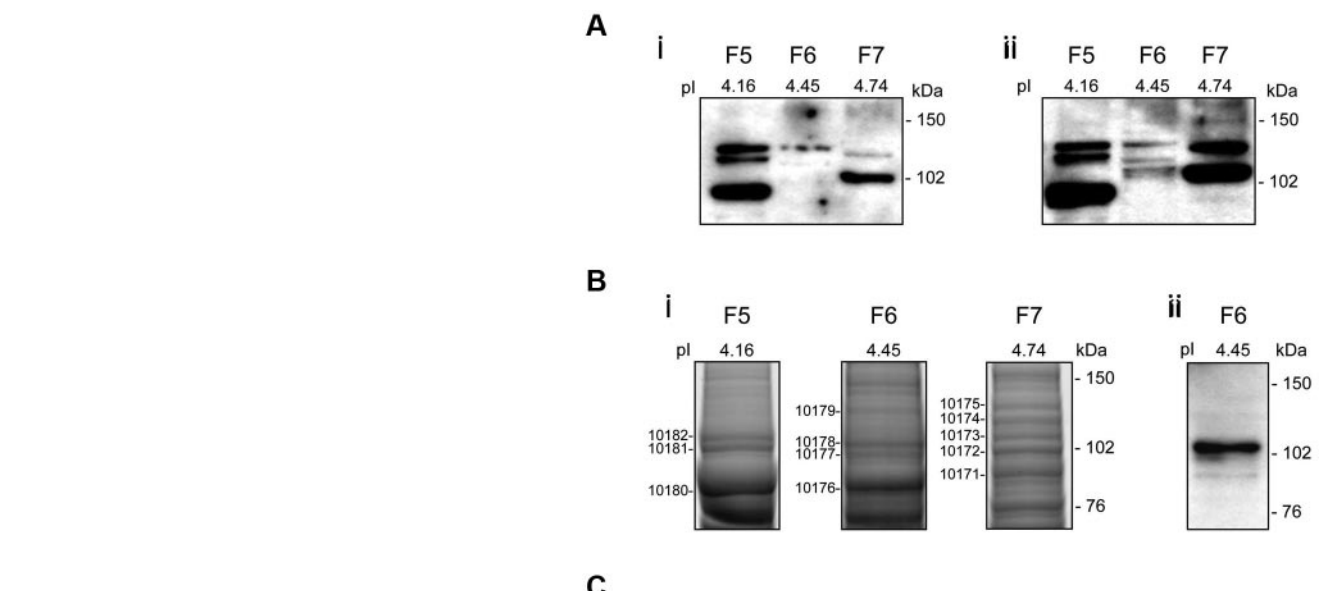 A
i
F5 F6 F7
pI 4.16 4.45 4.74 kDa
- 150
- 102
ii
F5 F6 F7
pI 4.16 4.45 4.74 kDa
- 150
- 102
B
i
F5 F6 F7
pI 4.16 4.45 4.74 kDa
10182-
10181-
10180-
10179-
10178-
10177-
10176-
10175-
10174-
10173-
10172-
10171-
- 150
- 102
- 76
ii
F6
pI 4.45 kDa
- 150
- 102
- 76
C